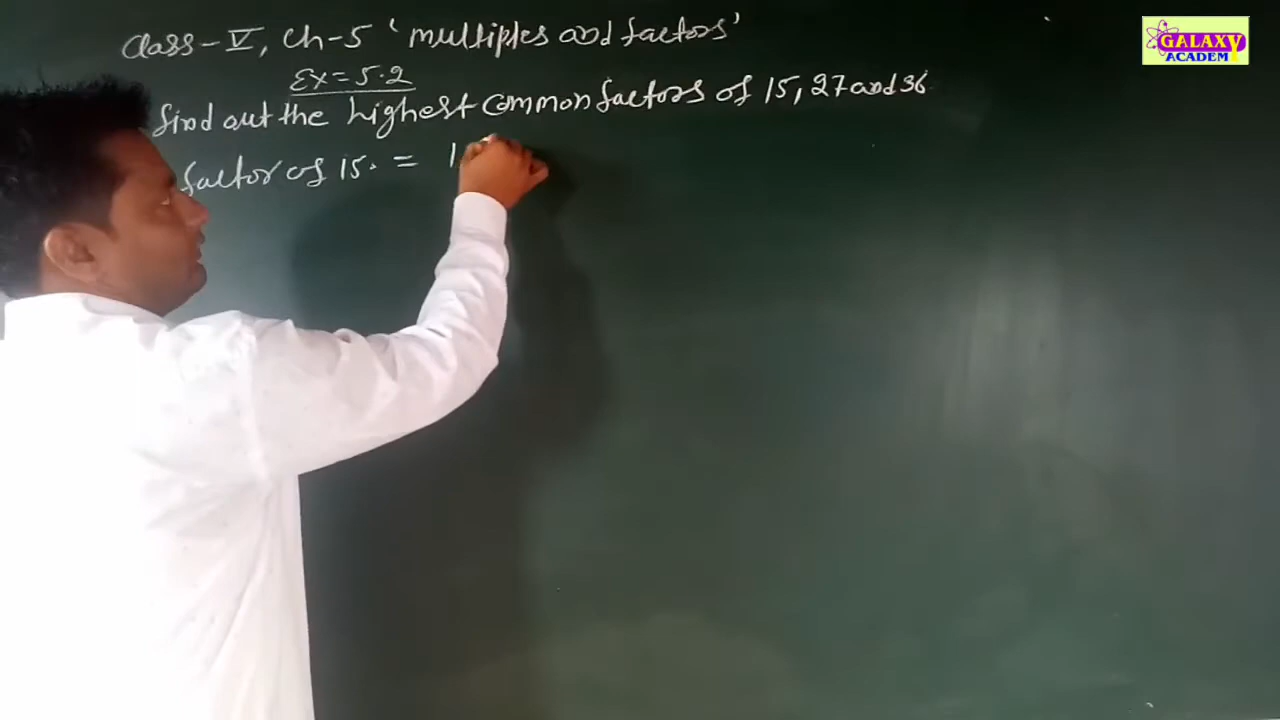 Class-V, Ch-5 'multiples and factors'
Ex=5.2
find out the highest common factors of 15, 27 and 36
factor of 15. = 1
GALAXY
ACADEMY